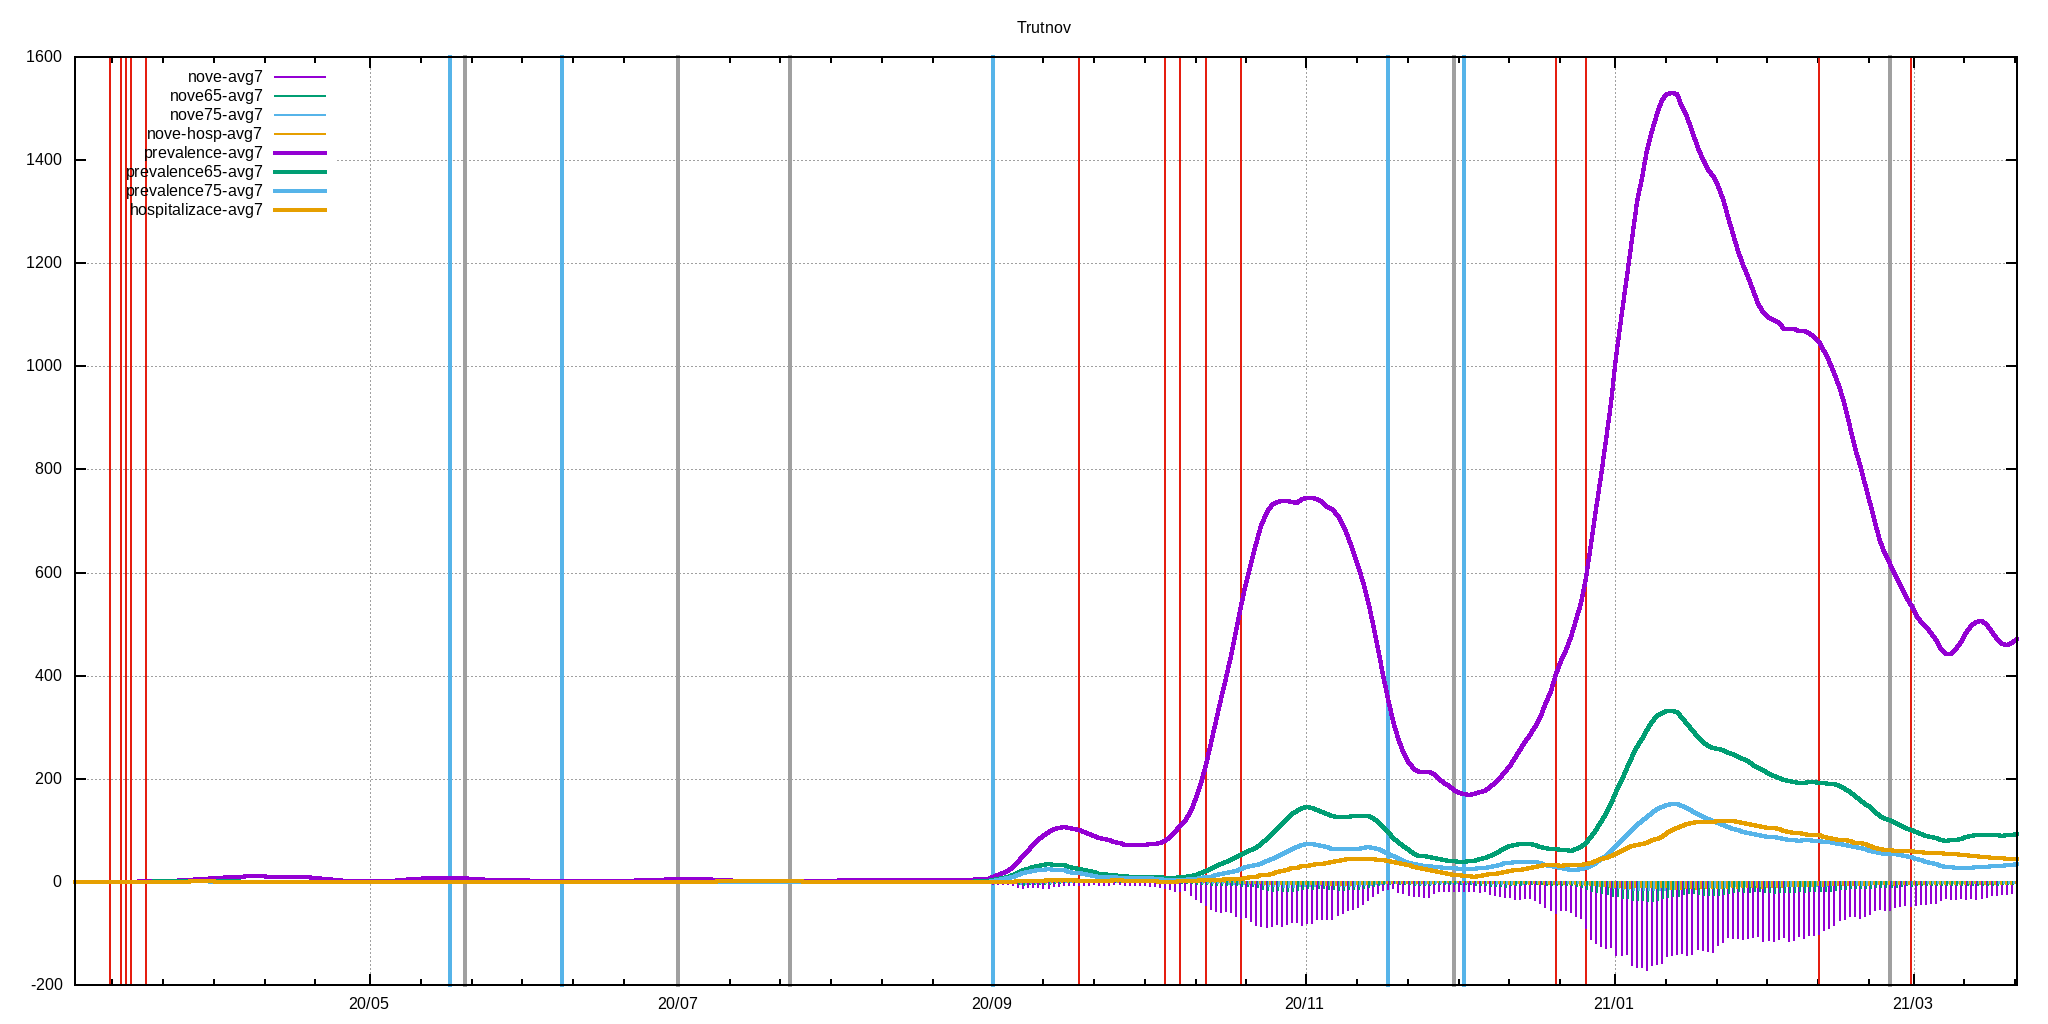 Trutnov
1600
1400
1200
1000
800
600
400
200
0
-200
nove-avg7
nove65-avg7
nove75-avg7
nove-hosp-avg7
prevalence-avg7
prevalence65-avg7
prevalence75-avg7
hospitalizace-avg7
20/05
20/07
20/09
20/11
21/01
21/03